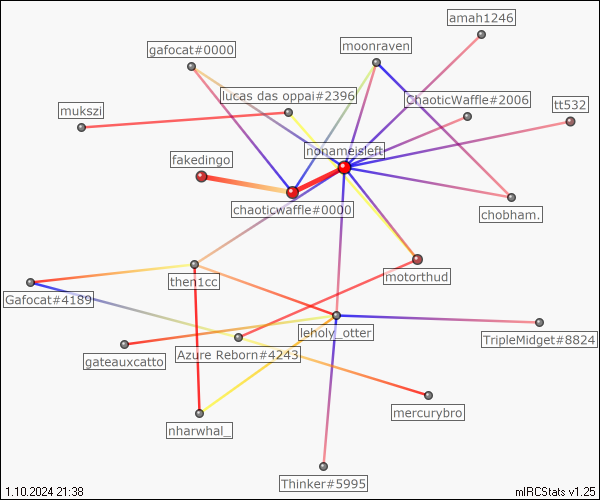 amah1246
gafocat#0000
moonraven
lucas das oppai#2396
ChaoticWaffle#2006
mukszi
tt532
nonameisleft
fakedingo
chaoticwaffle#0000
chobham.
then1cc
motorthud
Gafocat#4189
leholy_otter
TripleMidget#8824
gateauxcatto
Azure Reborn#4243
mercurybro
nharwhal_
Thinker#5995
1.10.2024 21:38
mIRCStats v1.25